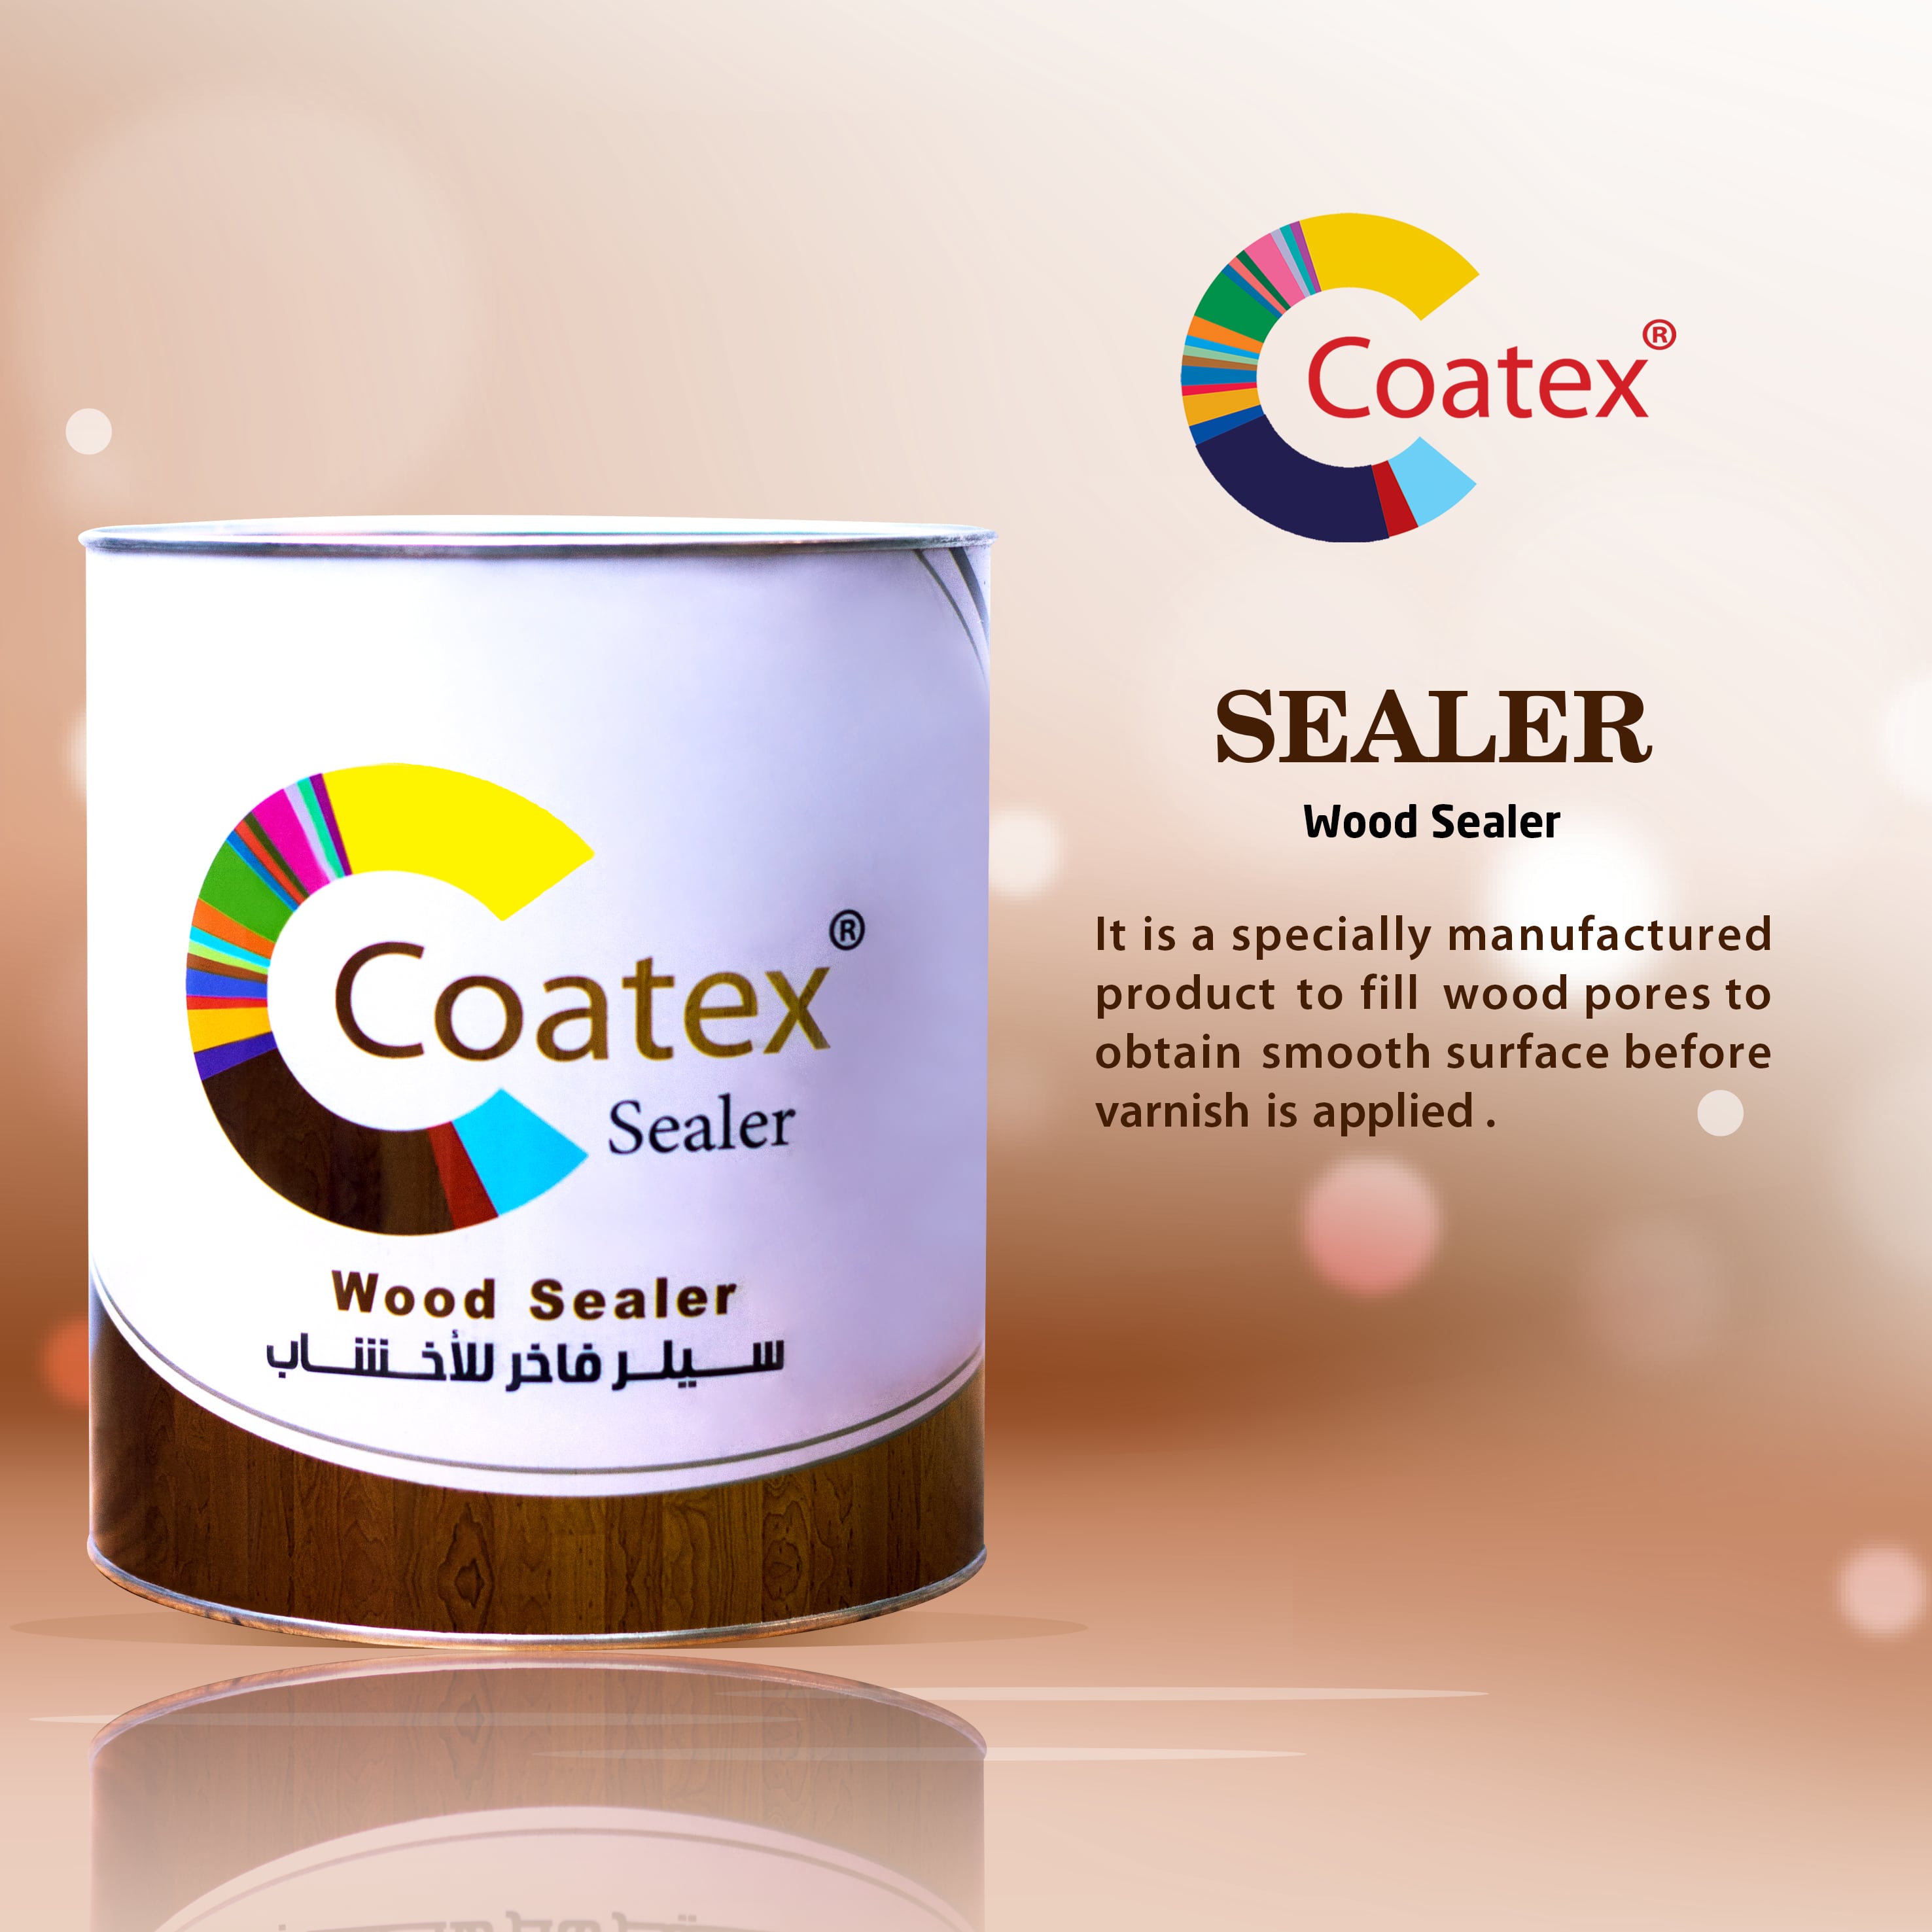 Coatex®
SEALER
Wood Sealer
It is a specially manufactured
product to fill wood pores to
obtain smooth surface before
varnish is applied .
Coatex®
Sealer
Wood Sealer
سيلر فاخر للأخشاب